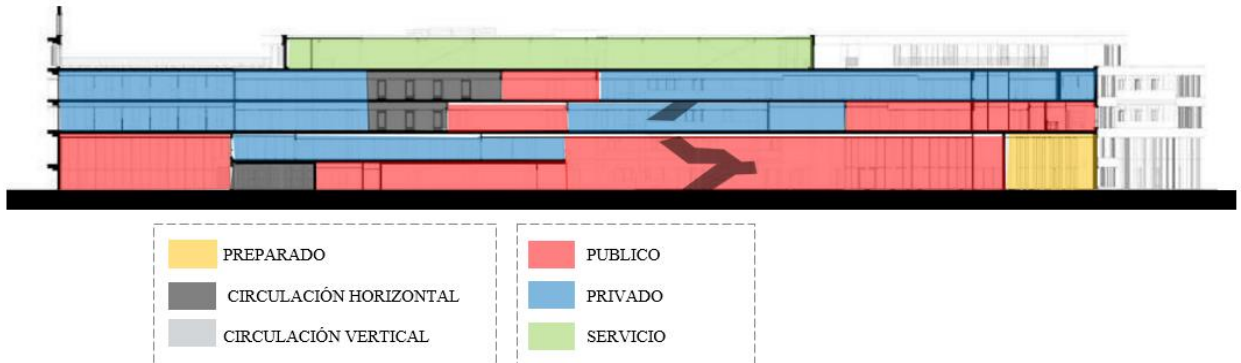 PREPARADO
CIRCULACIÓN HORIZONTAL
CIRCULACIÓN VERTICAL
PUBLICO
PRIVADO
SERVICIO